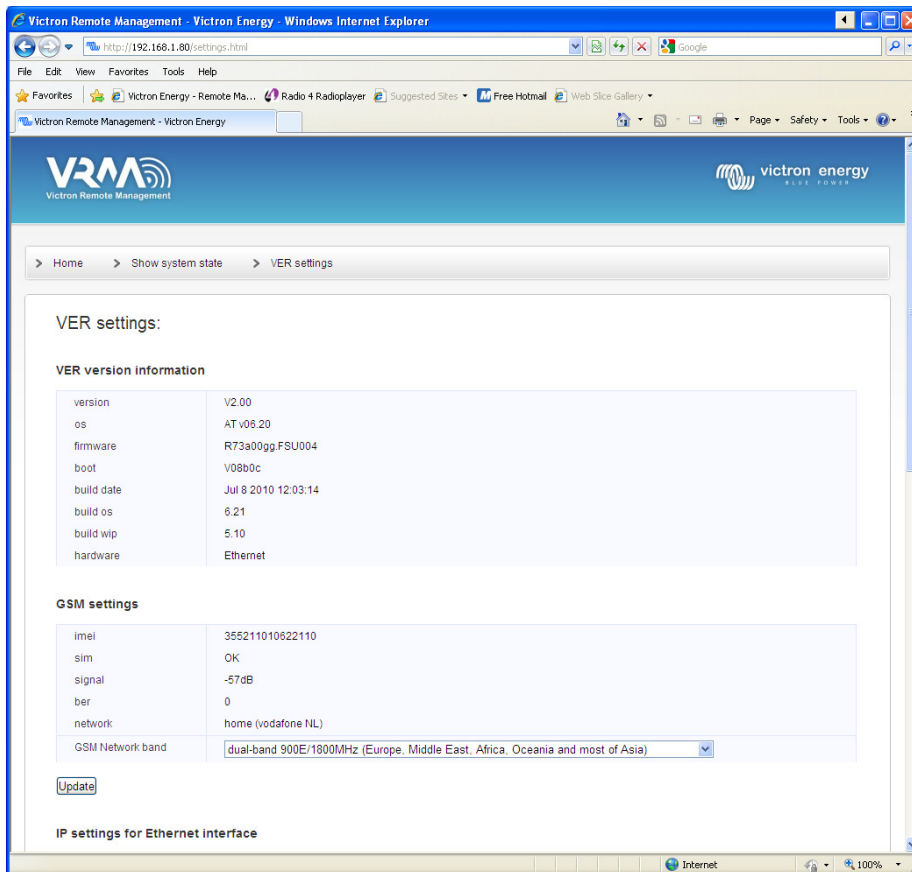 Victron Remote Management - Victron Energy - Windows Internet Explorer
http://192.168.1.80/settings.html
Google
File Edit View Favorites Tools Help
Favorites Victron Energy - Remote Ma... Radio 4 Radioplayer Suggested Sites Free Hotmail Web Slice Gallery
Victron Remote Management - Victron Energy
Page Safety Tools
VRM
Victron Remote Management
victron energy
BLUE POWER
Home Show system state VER settings
VER settings:
VER version information
version V2.00
os AT v06.20
firmware R73a00gg.FSU004
boot V08b0c
build date Jul 8 2010 12:03:14
build os 6.21
build wip 5.10
hardware Ethernet
GSM settings
imei 355211010622110
sim OK
signal -57dB
ber 0
network home (vodafone NL)
GSM Network band dual-band 900E/1800MHz (Europe, Middle East, Africa, Oceania and most of Asia)
Update
IP settings for Ethernet interface
Internet 100%